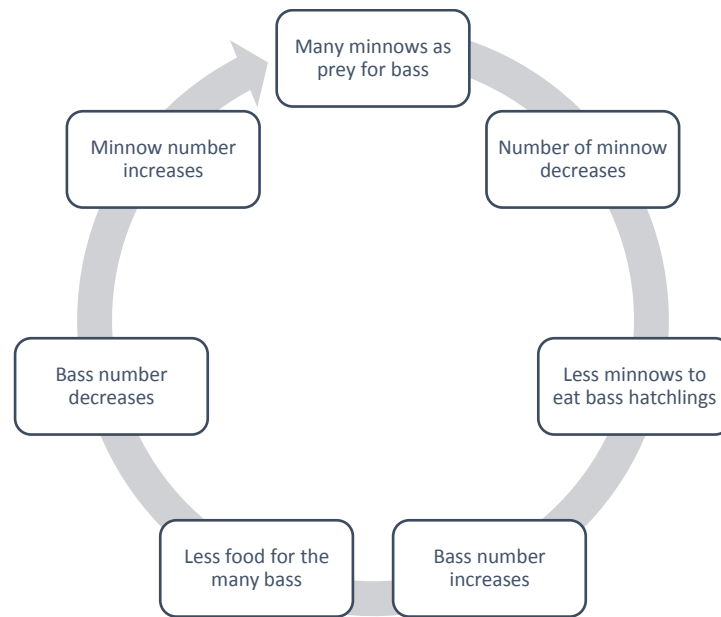 Many minnows as
prey for bass
Number of minnow
decreases
Less minnows to
eat bass hatchlings
Bass number
increases
Less food for the
many bass
Bass number
decreases
Minnow number
increases